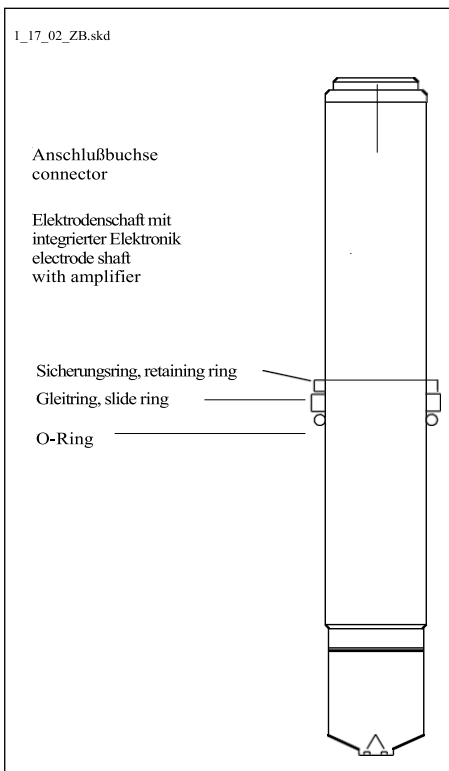 1_17_02_ZB.skd
Anschlußbuchse
connector
Elektrodenschaft mit
integrierter Elektronik
electrode shaft
with amplifier
Sicherungsring, retaining ring
Gleitring, slide ring
O-Ring